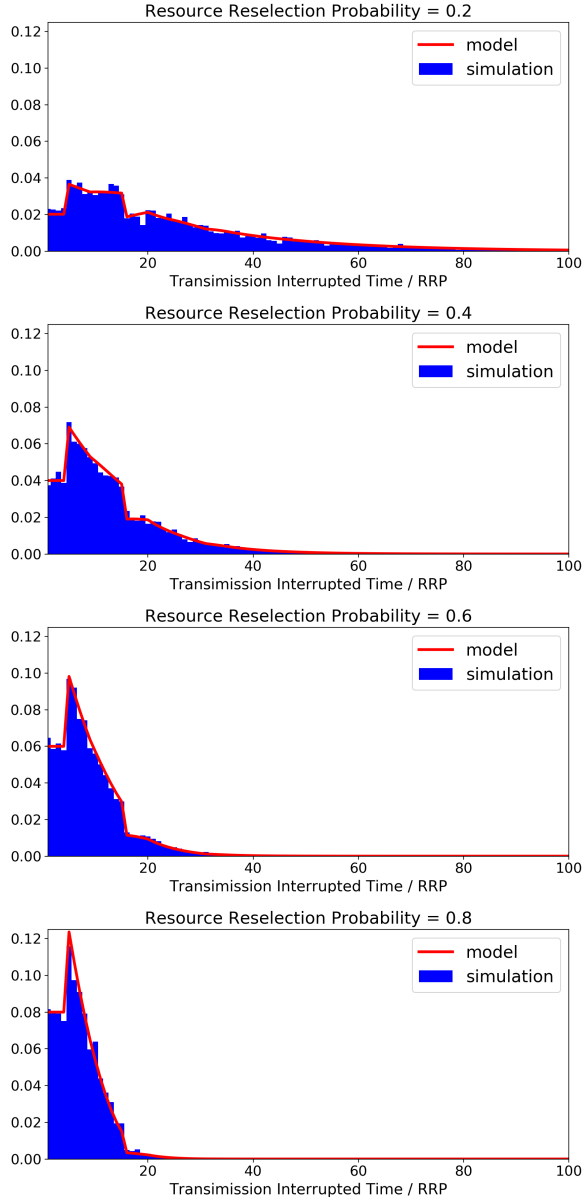 Resource Reselection Probability = 0.2
0.12
0.10
0.08
0.06
0.04
0.02
0.00
model
simulation
20 40 60 80 100
Transimission Interrupted Time / RRP
Resource Reselection Probability = 0.4
0.12
0.10
0.08
0.06
0.04
0.02
0.00
model
simulation
20 40 60 80 100
Transmission Interrupted Time / RRP
Resource Reselection Probability = 0.6
0.12
0.10
0.08
0.06
0.04
0.02
0.00
model
simulation
20 40 60 80 100
Transmission Interrupted Time / RRP
Resource Reselection Probability = 0.8
0.12
0.10
0.08
0.06
0.04
0.02
0.00
model
simulation
20 40 60 80 100
Transmission Interrupted Time / RRP